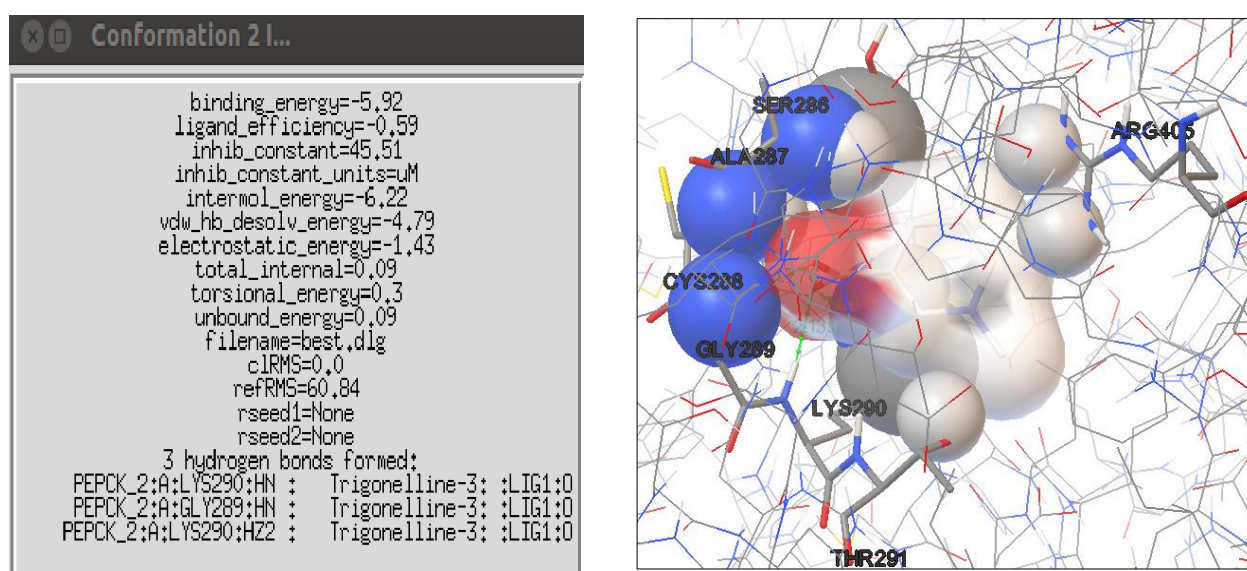 Conformation 2 I...
binding_energy=-5.92
ligand_efficiency=-0.59
inhib_constant=45.51
inhib_constant_units=uM
intermol_energy=-6.22
vdw_hb_desolv_energy=-4.79
electrostatic_energy=-1.43
total_internal=0.09
torsional_energy=0.3
unbound_energy=0.09
filename=best.dlg
clRMS=0.0
refRMS=60.84
rseed1=None
rseed2=None
3 hydrogen bonds formed:
PEPCK_2:A:LYS290:HN : Trigonelline-3: :LIG1:O
PEPCK_2:A:GLY289:HN : Trigonelline-3: :LIG1:O
PEPCK_2:A:LYS290:HZ2 : Trigonelline-3: :LIG1:O
SER286
ARG405
ALA287
CYS288
GLY289
LYS290
THR291